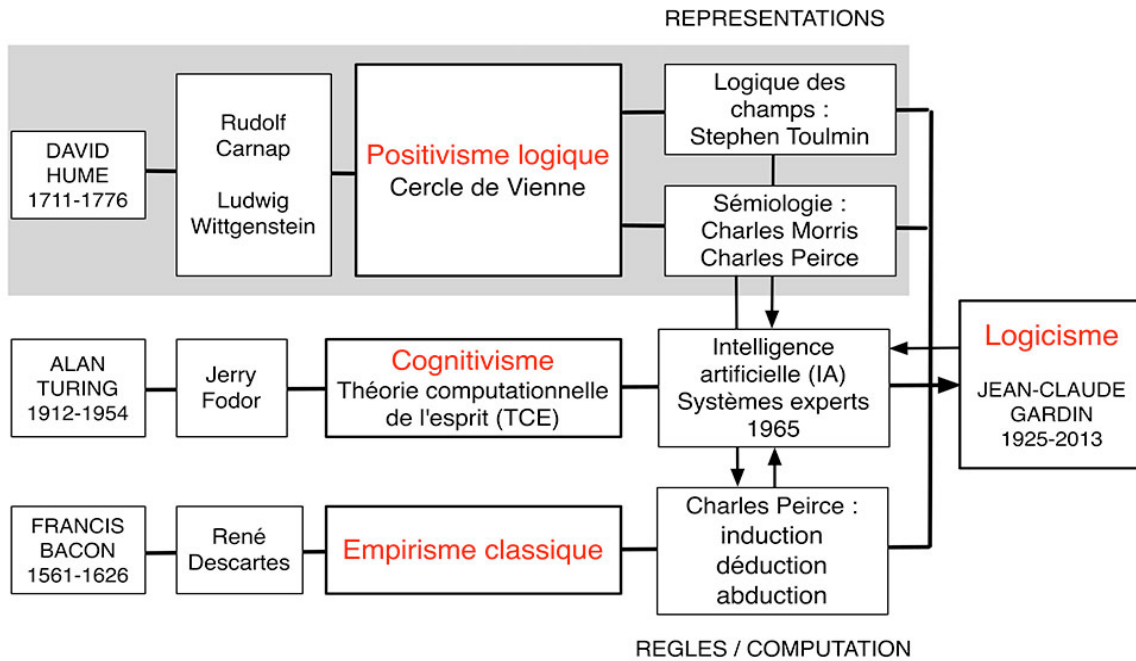 REPRESENTATIONS
DAVID
HUME
1711-1776
Rudolf
Carnap
Ludwig
Wittgenstein
Positivisme logique
Cercle de Vienne
Logique des
champs :
Stephen Toulmin
Sémiologie :
Charles Morris
Charles Peirce
ALAN
TURING
1912-1954
Jerry
Fodor
Cognitivisme
Théorie computationnelle
de l'esprit (TCE)
Intelligence
artificielle (IA)
Systèmes experts
1965
Logicisme
JEAN-CLAUDE
GARDIN
1925-2013
FRANCIS
BACON
1561-1626
René
Descartes
Empirisme classique
Charles Peirce :
induction
déduction
abduction
REGLES / COMPUTATION